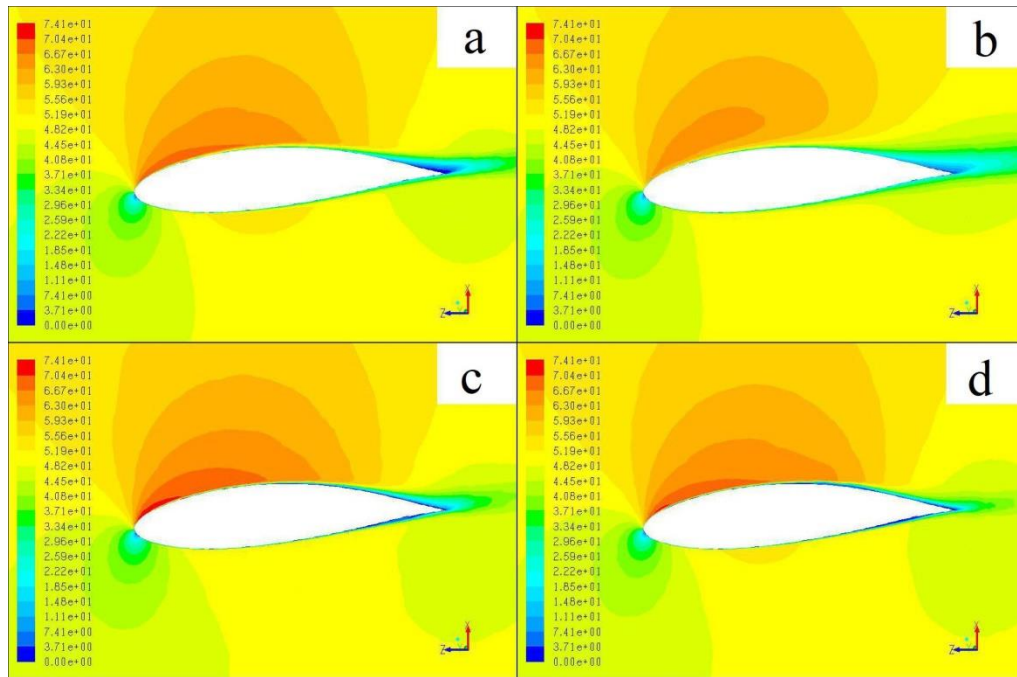 a
7.41e+01
7.04e+01
6.67e+01
6.30e+01
5.93e+01
5.56e+01
5.19e+01
4.82e+01
4.45e+01
4.08e+01
3.71e+01
3.34e+01
2.96e+01
2.22e+01
1.85e+01
1.48e+01
1.11e+01
7.41e+00
3.71e+00
0.00e+00
X
Z
b
7.41e+01
7.04e+01
6.67e+01
6.30e+01
5.93e+01
5.56e+01
5.19e+01
4.82e+01
4.45e+01
4.08e+01
3.71e+01
3.34e+01
2.96e+01
2.22e+01
1.85e+01
1.48e+01
1.11e+01
7.41e+00
3.71e+00
0.00e+00
X
Z
c
7.41e+01
7.04e+01
6.67e+01
6.30e+01
5.93e+01
5.56e+01
5.19e+01
4.82e+01
4.45e+01
4.08e+01
3.71e+01
3.34e+01
2.96e+01
2.22e+01
1.85e+01
1.48e+01
1.11e+01
7.41e+00
3.71e+00
0.00e+00
X
Z
d
7.41e+01
7.04e+01
6.67e+01
6.30e+01
5.93e+01
5.56e+01
5.19e+01
4.82e+01
4.45e+01
4.08e+01
3.71e+01
3.34e+01
2.96e+01
2.22e+01
1.85e+01
1.48e+01
1.11e+01
7.41e+00
3.71e+00
0.00e+00
X
Z